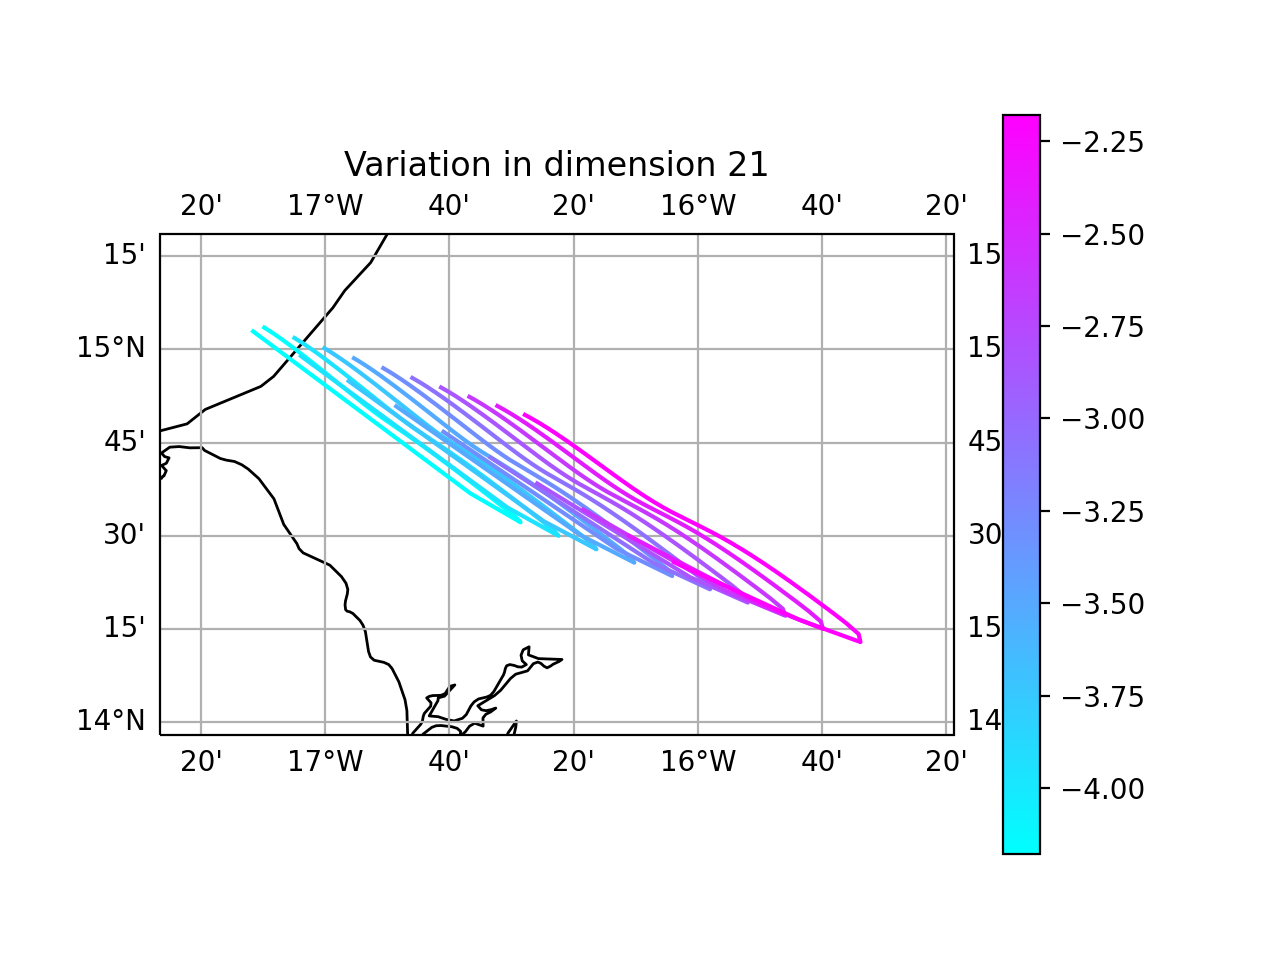 Variation in dimension 21
20' 17°W 40' 20' 16°W 40' 20'
15' 15
15°N 15
45' 45
30' 30
15' 15
14°N 14
20' 17°W 40' 20' 16°W 40' 20'
−2.25
−2.50
−2.75
−3.00
−3.25
−3.50
−3.75
−4.00